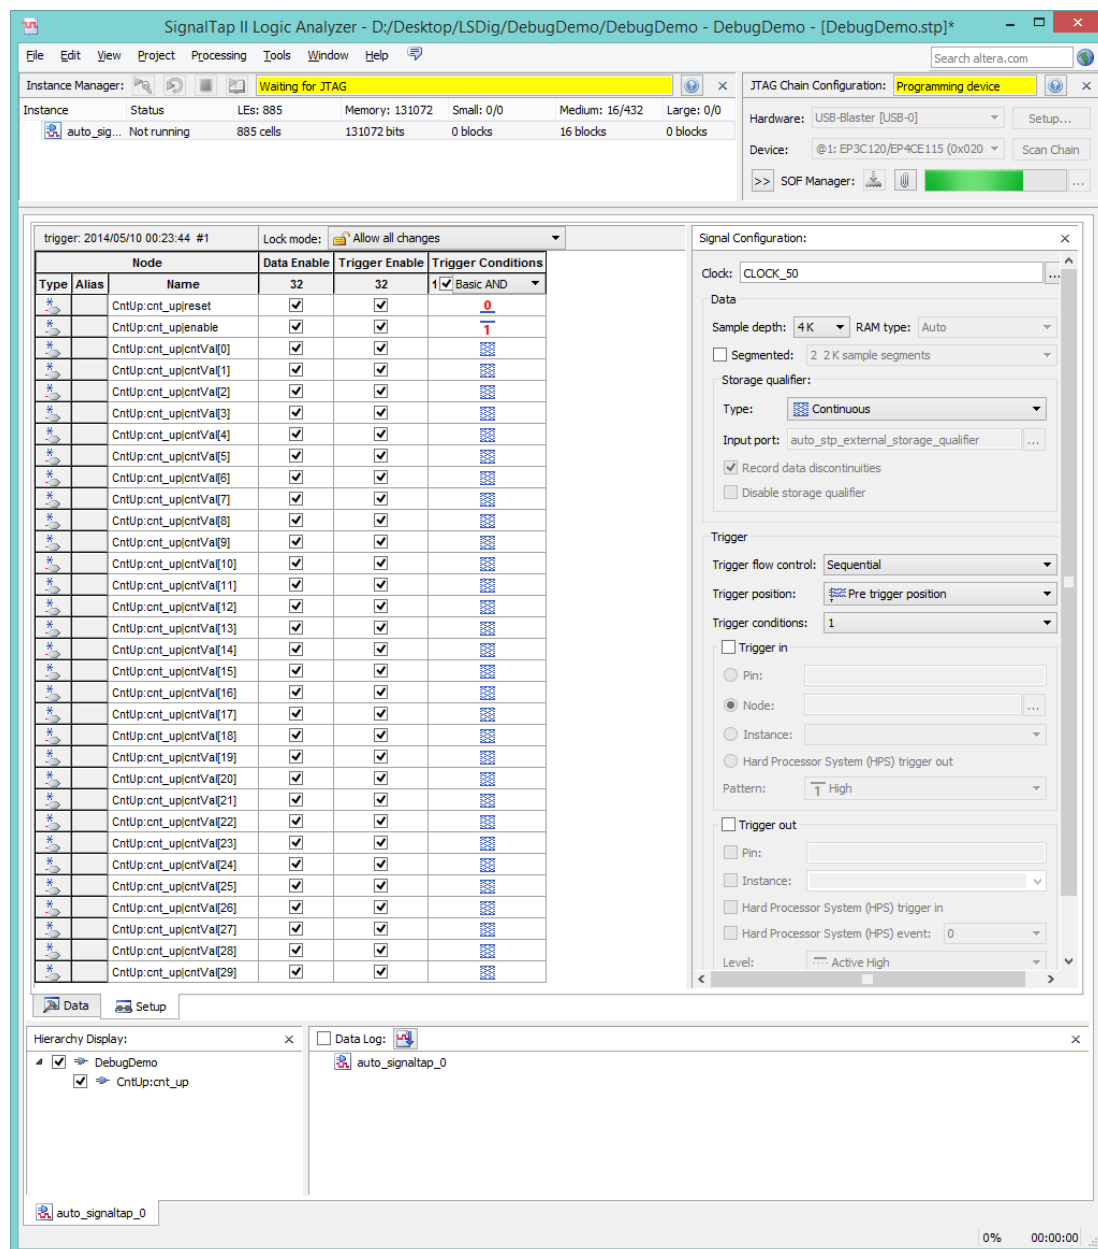 SignalTap II Logic Analyzer - D:/Desktop/LSDig/DebugDemo/DebugDemo - DebugDemo - [DebugDemo.stp]*
File Edit View Project Processing Tools Window Help
Search altera.com
Instance Manager: Waiting for JTAG
Instance Status LEs: 885 Memory: 131072 Small: 0/0 Medium: 16/432 Large: 0/0
auto_sig... Not running 885 cells 131072 bits 0 blocks 16 blocks 0 blocks
JTAG Chain Configuration: Programming device
Hardware: USB-Blaster [USB-0] Setup...
Device: @1: EP3C120/EP4CE115 (0x020 Scan Chain
>> SOF Manager: ...
trigger: 2014/05/10 00:23:44 #1 Lock mode: Allow all changes
Node Data Enable Trigger Enable Trigger Conditions
Type Alias Name 32 32 1 Basic AND
CntUp:cnt_up|reset 0
CntUp:cnt_up|enable 1
CntUp:cnt_up|cntVal[0]
CntUp:cnt_up|cntVal[1]
CntUp:cnt_up|cntVal[2]
CntUp:cnt_up|cntVal[3]
CntUp:cnt_up|cntVal[4]
CntUp:cnt_up|cntVal[5]
CntUp:cnt_up|cntVal[6]
CntUp:cnt_up|cntVal[7]
CntUp:cnt_up|cntVal[8]
CntUp:cnt_up|cntVal[9]
CntUp:cnt_up|cntVal[10]
CntUp:cnt_up|cntVal[11]
CntUp:cnt_up|cntVal[12]
CntUp:cnt_up|cntVal[13]
CntUp:cnt_up|cntVal[14]
CntUp:cnt_up|cntVal[15]
CntUp:cnt_up|cntVal[16]
CntUp:cnt_up|cntVal[17]
CntUp:cnt_up|cntVal[18]
CntUp:cnt_up|cntVal[19]
CntUp:cnt_up|cntVal[20]
CntUp:cnt_up|cntVal[21]
CntUp:cnt_up|cntVal[22]
CntUp:cnt_up|cntVal[23]
CntUp:cnt_up|cntVal[24]
CntUp:cnt_up|cntVal[25]
CntUp:cnt_up|cntVal[26]
CntUp:cnt_up|cntVal[27]
CntUp:cnt_up|cntVal[28]
CntUp:cnt_up|cntVal[29]
Signal Configuration:
Clock: CLOCK_50 ...
Data
Sample depth: 4 K RAM type: Auto
Segmented: 2 2 K sample segments
Storage qualifier:
Type: Continuous
Input port: auto_stp_external_storage_qualifier ...
Record data discontinuities
Disable storage qualifier
Trigger
Trigger flow control: Sequential
Trigger position: Pre trigger position
Trigger conditions: 1
Trigger in
Pin:
Node: ...
Instance:
Hard Processor System (HPS) trigger out
Pattern: 1 High
Trigger out
Pin:
Instance:
Hard Processor System (HPS) trigger in
Hard Processor System (HPS) event: 0
Level: Active High
Data Setup
Hierarchy Display:
DebugDemo
CntUp:cnt_up
Data Log:
auto_signaltap_0
auto_signaltap_0
0% 00:00:00